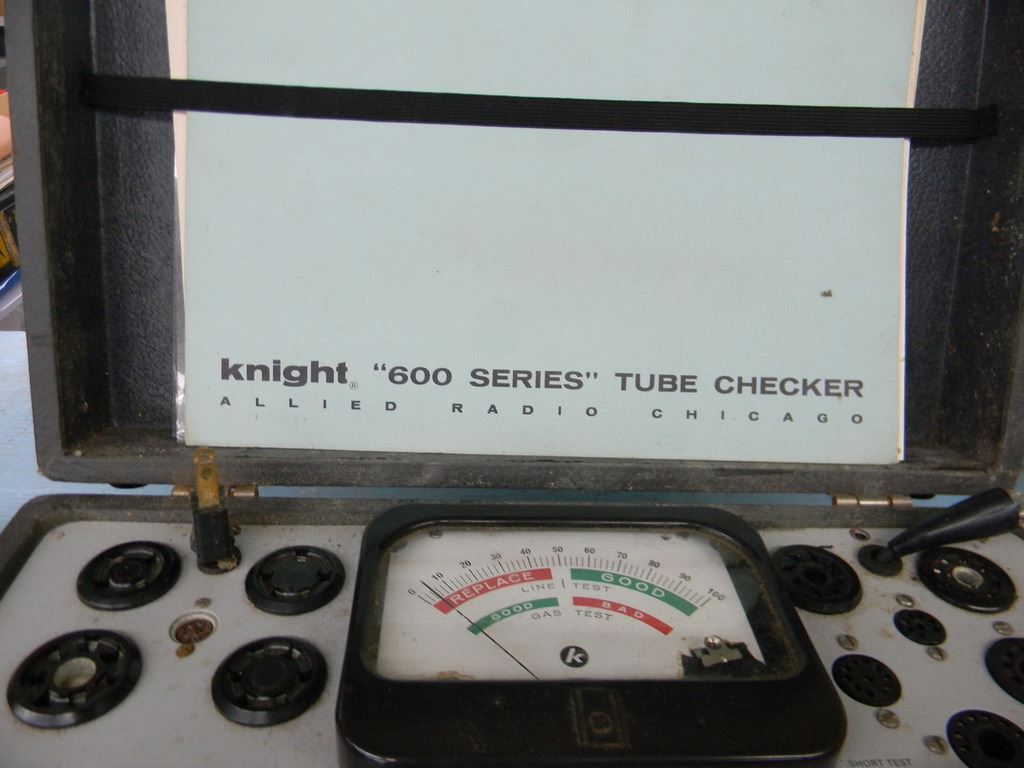 knight® "600 SERIES" TUBE CHECKER
ALLIED RADIO CHICAGO
0 10 20 30 40 50 60 70 80 90 100
REPLACE GOOD
LINE TEST
GOOD BAD
GAS TEST
k
SHORT TEST